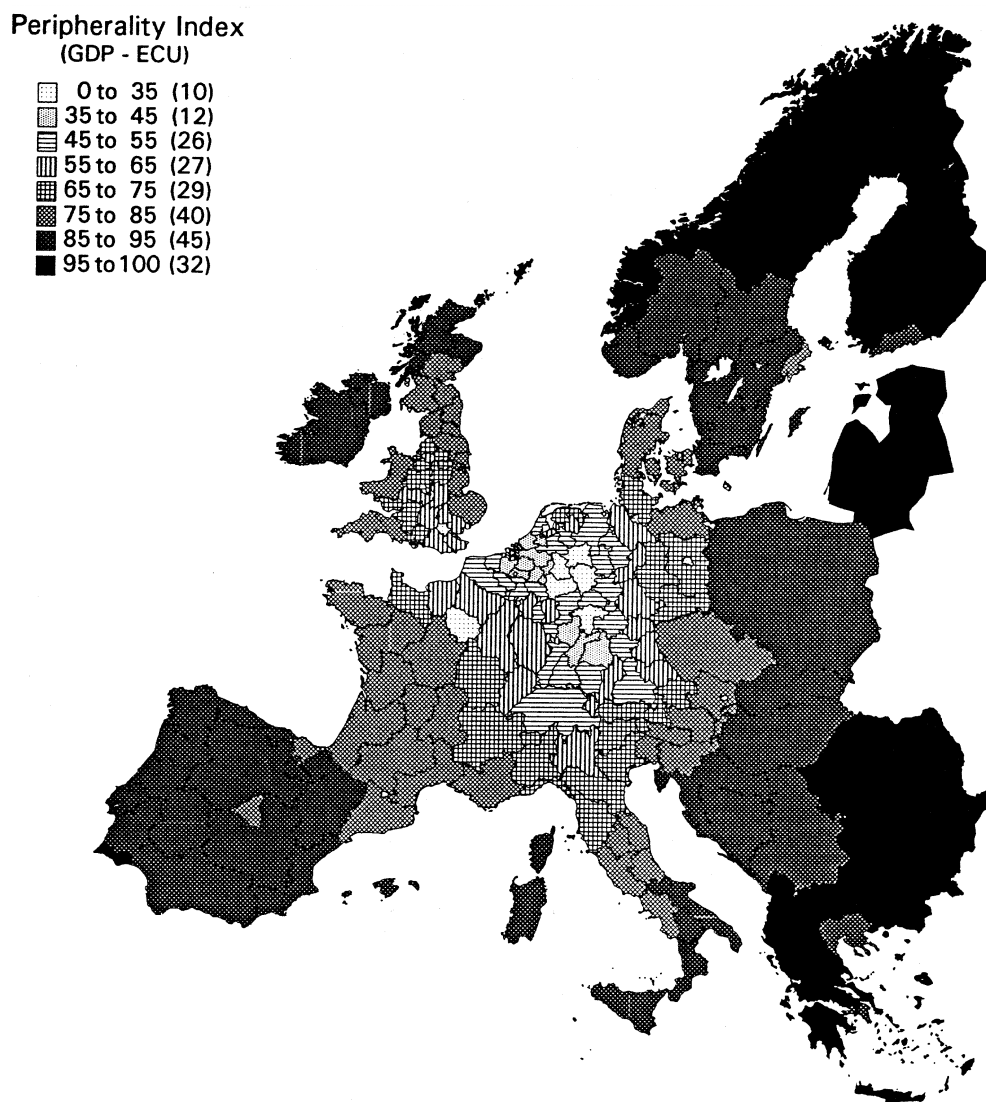 Peripherality Index
(GDP - ECU)
0 to 35 (10)
35 to 45 (12)
45 to 55 (26)
55 to 65 (27)
65 to 75 (29)
75 to 85 (40)
85 to 95 (45)
95 to 100 (32)